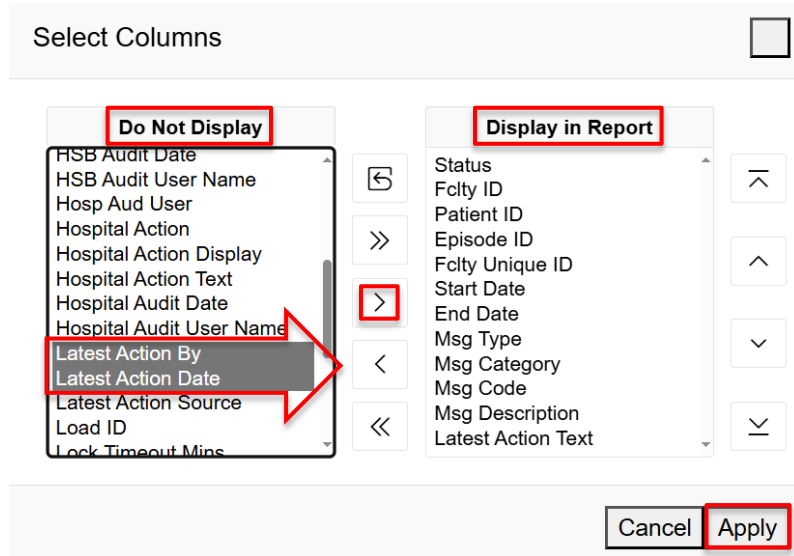 Select Columns
Do Not Display
HSB Audit Date
HSB Audit User Name
Hosp Aud User
Hospital Action
Hospital Action Display
Hospital Action Text
Hospital Audit Date
Hospital Audit User Name
Latest Action By
Latest Action Date
Latest Action Source
Load ID
Lock Timeout Mins
Display in Report
Status
Fclty ID
Patient ID
Episode ID
Fclty Unique ID
Start Date
End Date
Msg Type
Msg Category
Msg Code
Msg Description
Latest Action Text
Cancel Apply